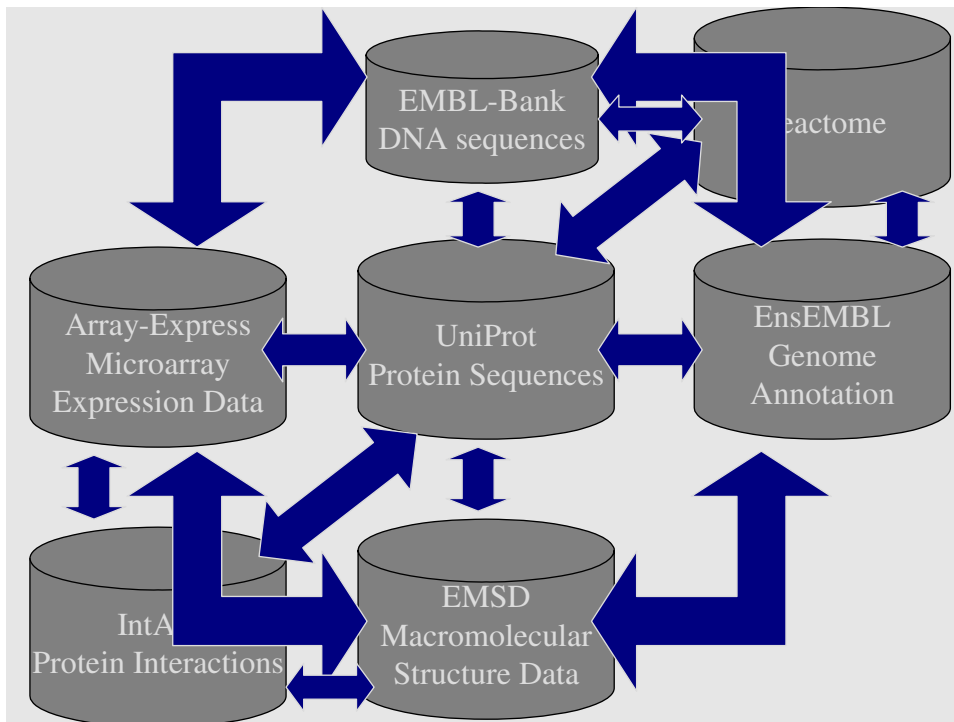 EMBL-Bank
DNA sequences
eactome
Array-Express
Microarray
Expression Data
UniProt
Protein Sequences
EnsEMBL
Genome
Annotation
IntA
Protein Interactions
EMSD
Macromolecular
Structure Data